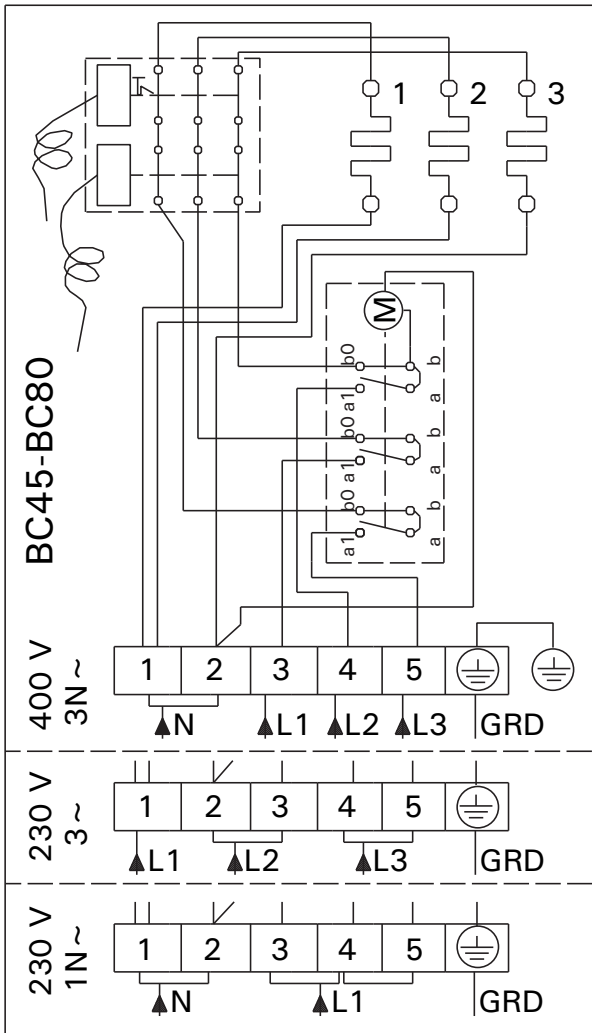 1 2 3
M
b0 b
a1 a
b0 b
a1 a
b0 b
a1 a
BC45-BC80
400 V
3N ~
1 2 3 4 5
N L1 L2 L3 GRD
230 V
3 ~
1 2 3 4 5
L1 L2 L3 GRD
230 V
1N ~
1 2 3 4 5
N L1 GRD